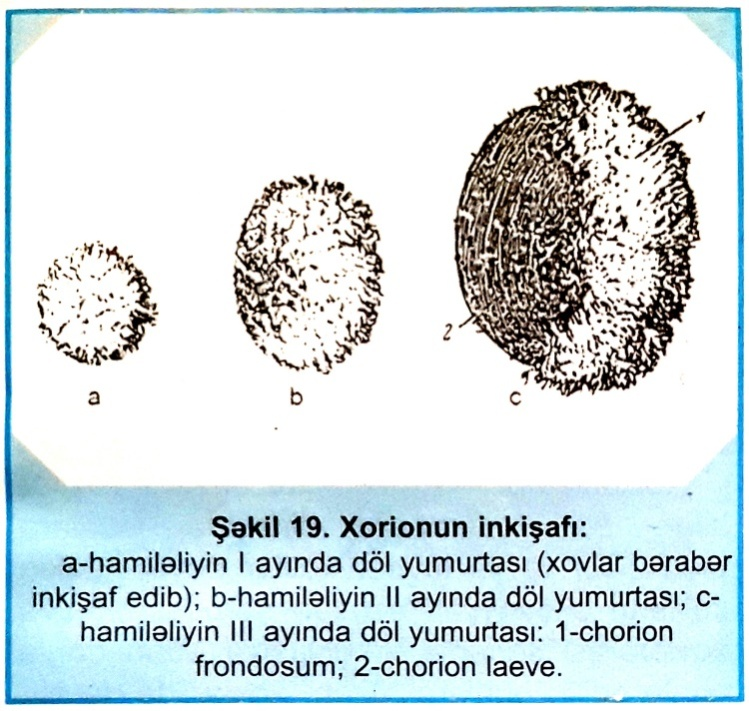 1
2
a
b
c
Şəkil 19. Xorionun inkişafı:
a-hamiləliyin I ayında döl yumurtası (xovlar bərabər
inkişaf edib); b-hamiləliyin II ayında döl yumurtası; c-
hamiləliyin III ayında döl yumurtası: 1-chorion
frondosum; 2-chorion laeve.